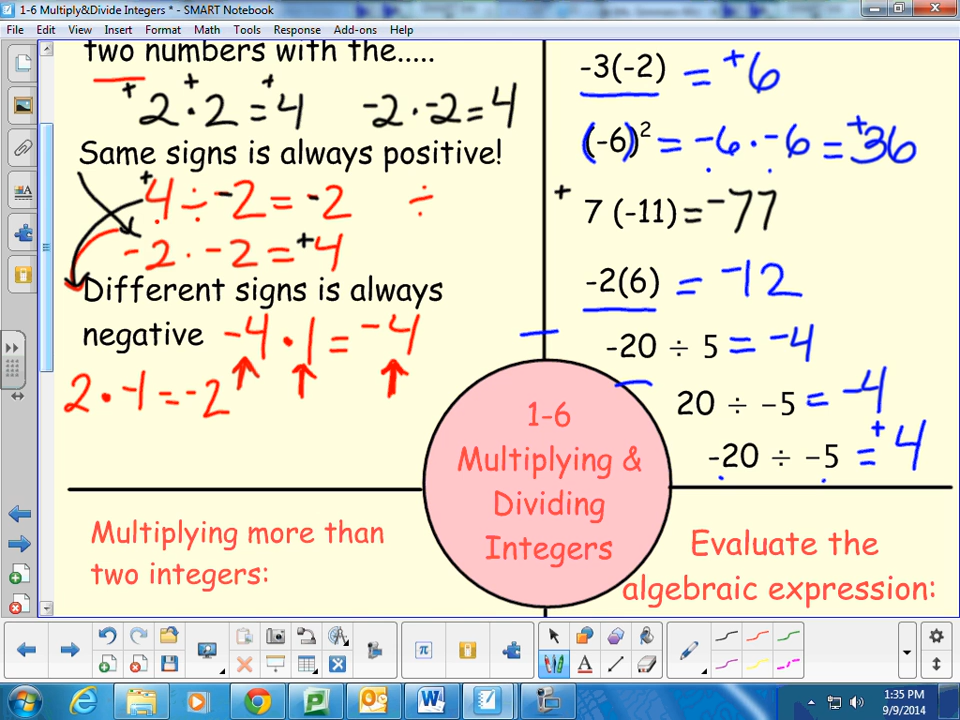 1-6 Multiply&Divide Integers * - SMART Notebook
File Edit View Insert Format Math Tools Response Add-ons Help
two numbers with the.....
+2 · +2 = +4 -2 · -2 = 4
Same signs is always positive!
+4 ÷ -2 = -2 ÷
-2 · -2 = +4
Different signs is always
negative -4 · 1 = -4
2 · -1 = -2
-3(-2) = +6
(-6)² = -6 · -6 = +36
+ 7 (-11) = -77
-2(6) = -12
-20 ÷ 5 = -4
20 ÷ -5 = -4
-20 ÷ -5 = +4
1-6
Multiplying &
Dividing
Integers
Multiplying more than
two integers:
Evaluate the
algebraic expression:
1:35 PM
9/9/2014